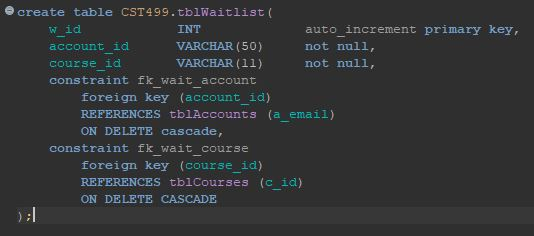 create table CST499.tblWaitlist(
w_id INT auto_increment primary key,
account_id VARCHAR(50) not null,
course_id VARCHAR(11) not null,
constraint fk_wait_account
foreign key (account_id)
REFERENCES tblAccounts (a_email)
ON DELETE cascade,
constraint fk_wait_course
foreign key (course_id)
REFERENCES tblCourses (c_id)
ON DELETE CASCADE
);